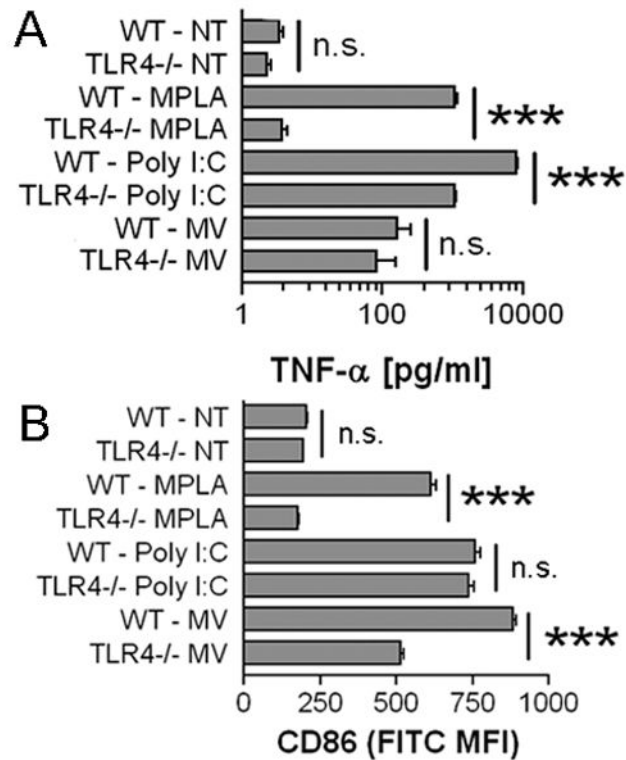 A
WT - NT
TLR4-/- NT
n.s.
WT - MPLA
TLR4-/- MPLA
***
WT - Poly I:C
TLR4-/- Poly I:C
***
WT - MV
TLR4-/- MV
n.s.
1 100 10000
TNF-α [pg/ml]
B
WT - NT
TLR4-/- NT
n.s.
WT - MPLA
TLR4-/- MPLA
***
WT - Poly I:C
TLR4-/- Poly I:C
n.s.
WT - MV
TLR4-/- MV
***
0 250 500 750 1000
CD86 (FITC MFI)